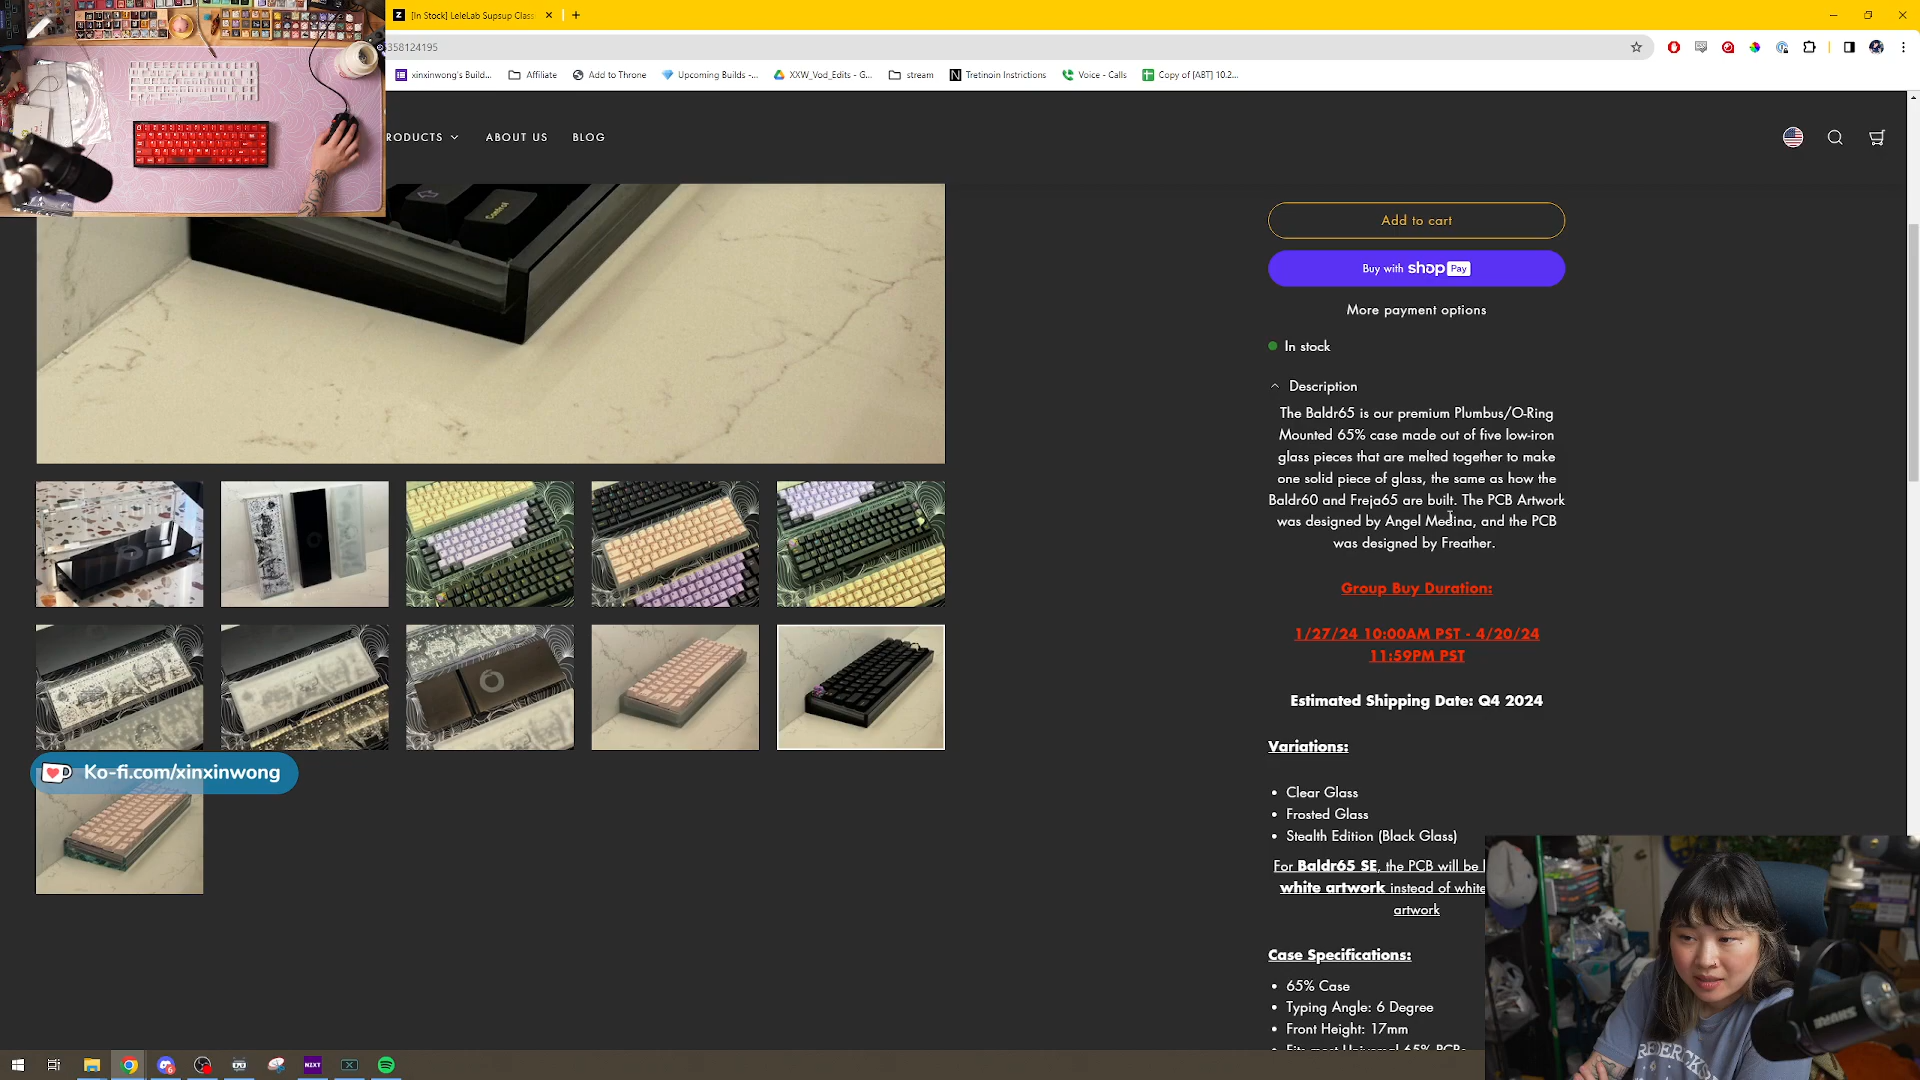 [In Stock] LeleLab Supsup Class
358124195
xinxinwong's Build...
Affiliate
Add to Throne
Upcoming Builds -...
XXW_Vod_Edits - G...
stream
Tretinoin Instrictions
Voice - Calls
Copy of [ABT] 10.2...
RODUCTS
ABOUT US
BLOG
Control
Add to cart
Buy with shop Pay
More payment options
In stock
Description
The Baldr65 is our premium Plumbus/O-Ring
Mounted 65% case made out of five low-iron
glass pieces that are melted together to make
one solid piece of glass, the same as how the
Baldr60 and Freja65 are built. The PCB Artwork
was designed by Angel Medina, and the PCB
was designed by Freather.
Group Buy Duration:
1/27/24 10:00AM PST - 4/20/24
11:59PM PST
Estimated Shipping Date: Q4 2024
Variations:
• Clear Glass
• Frosted Glass
• Stealth Edition (Black Glass)
For Baldr65 SE, the PCB will be
white artwork instead of white
artwork
Case Specifications:
• 65% Case
• Typing Angle: 6 Degree
• Front Height: 17mm
• Fits most Universal 65% PCBs
Ko-fi.com/xinxinwong
NZXT